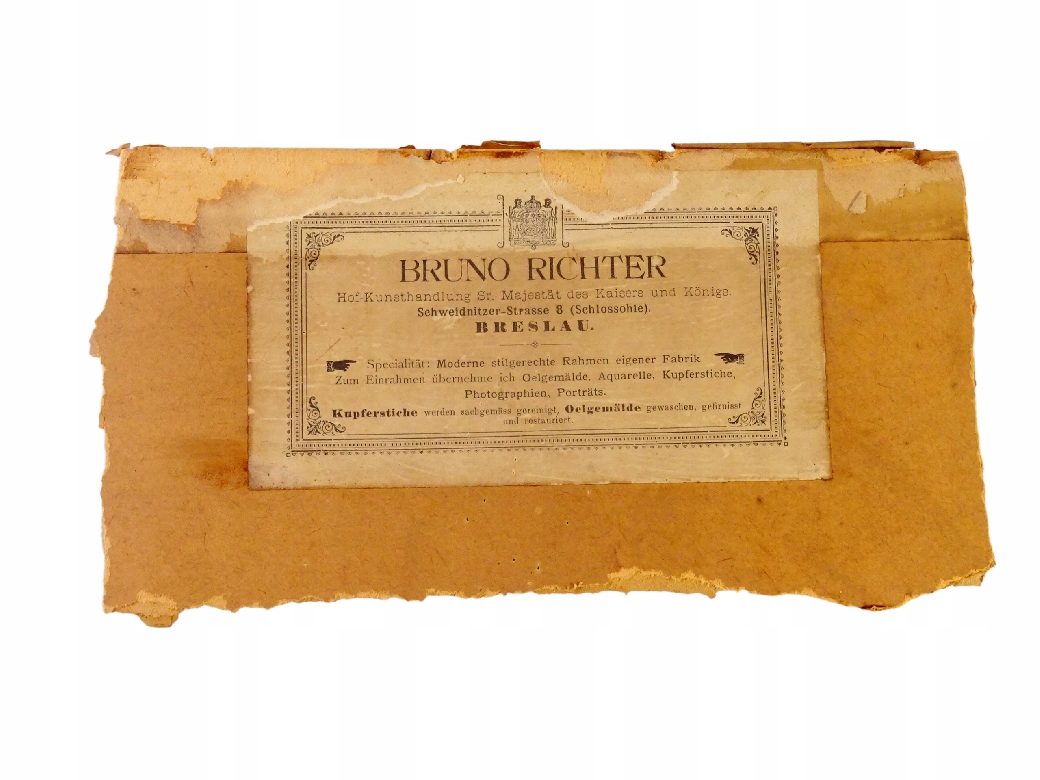 BRUNO RICHTER
Hof-Kunsthandlung Sr. Majestät des Kaisers und Königs.
Schweidnitzer-Strasse 8 (Schlossohle).
BRESLAU.
Specialität: Moderne stilgerechte Rahmen eigener Fabrik
Zum Einrahmen übernehme ich Oelgemälde, Aquarelle, Kupferstiche,
Photographien, Porträts.
Kupferstiche werden sachgemäss gereinigt, Oelgemälde gewaschen, gefirnisst
und restauriert.